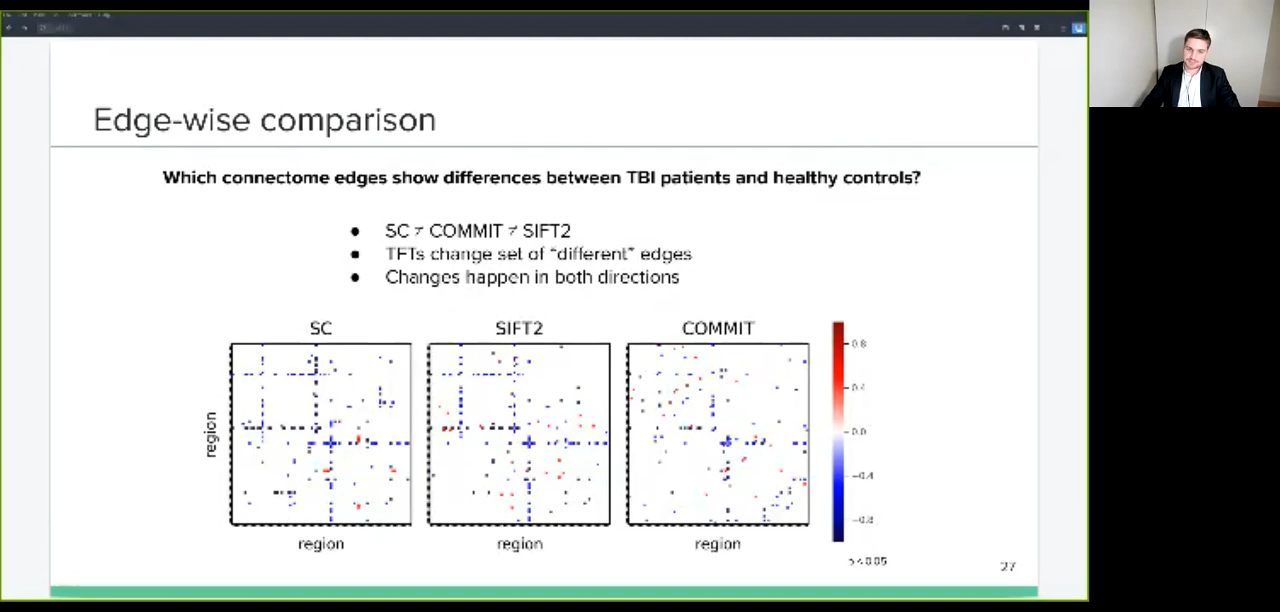 Edge-wise comparison
Which connectome edges show differences between TBI patients and healthy controls?
● SC ≠ COMMIT ≠ SIFT2
● TFTs change set of “different” edges
● Changes happen in both directions
SC SIFT2 COMMIT
region
0.8
0.4
0.0
−0.4
−0.8
region region region
p < 0.05
27